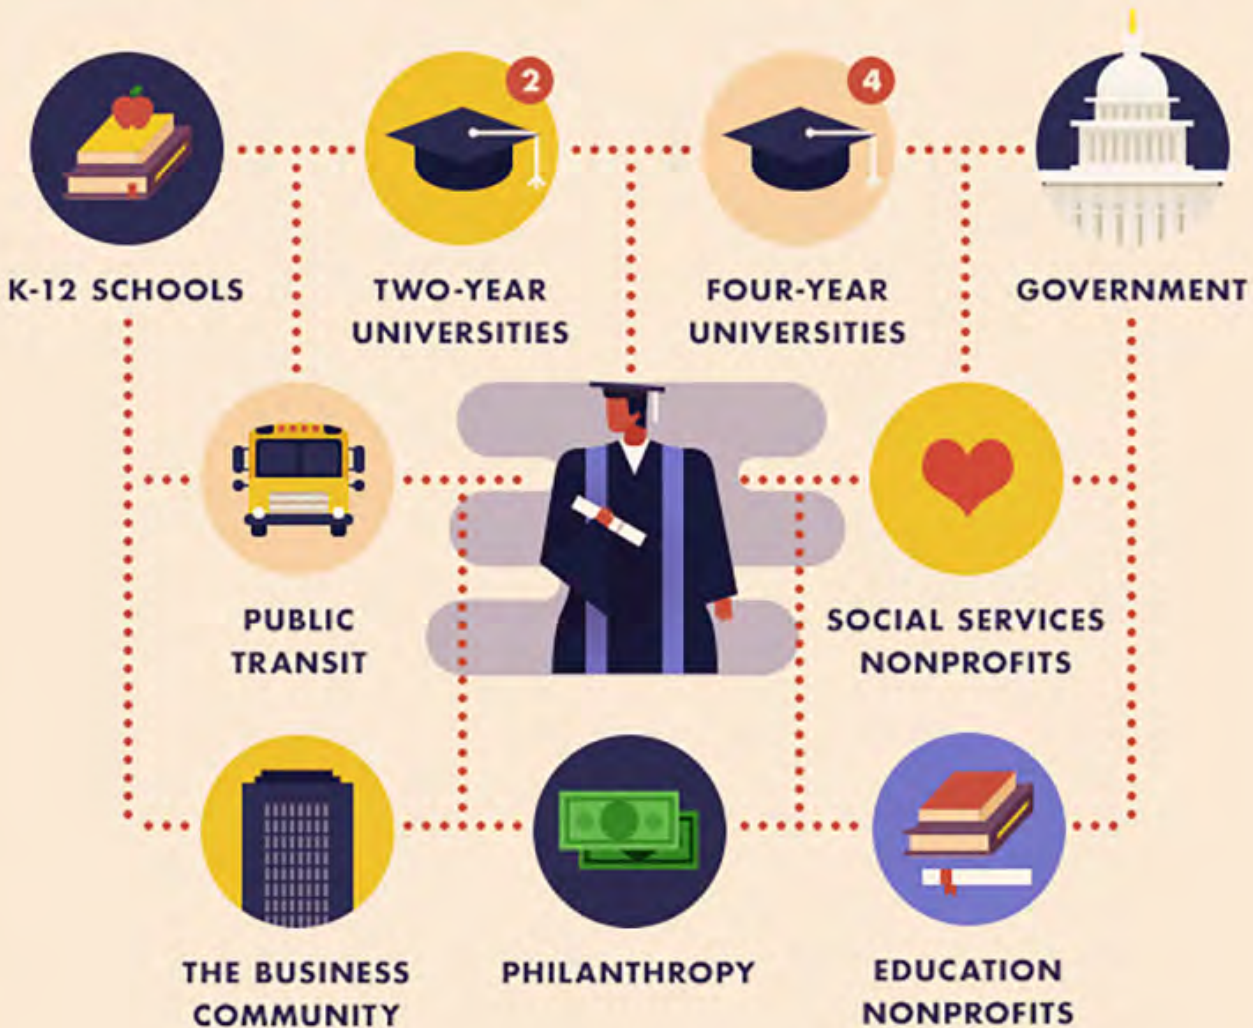 2
4
K-12 SCHOOLS
TWO-YEAR
UNIVERSITIES
FOUR-YEAR
UNIVERSITIES
GOVERNMENT
PUBLIC
TRANSIT
SOCIAL SERVICES
NONPROFITS
THE BUSINESS
COMMUNITY
PHILANTHROPY
EDUCATION
NONPROFITS